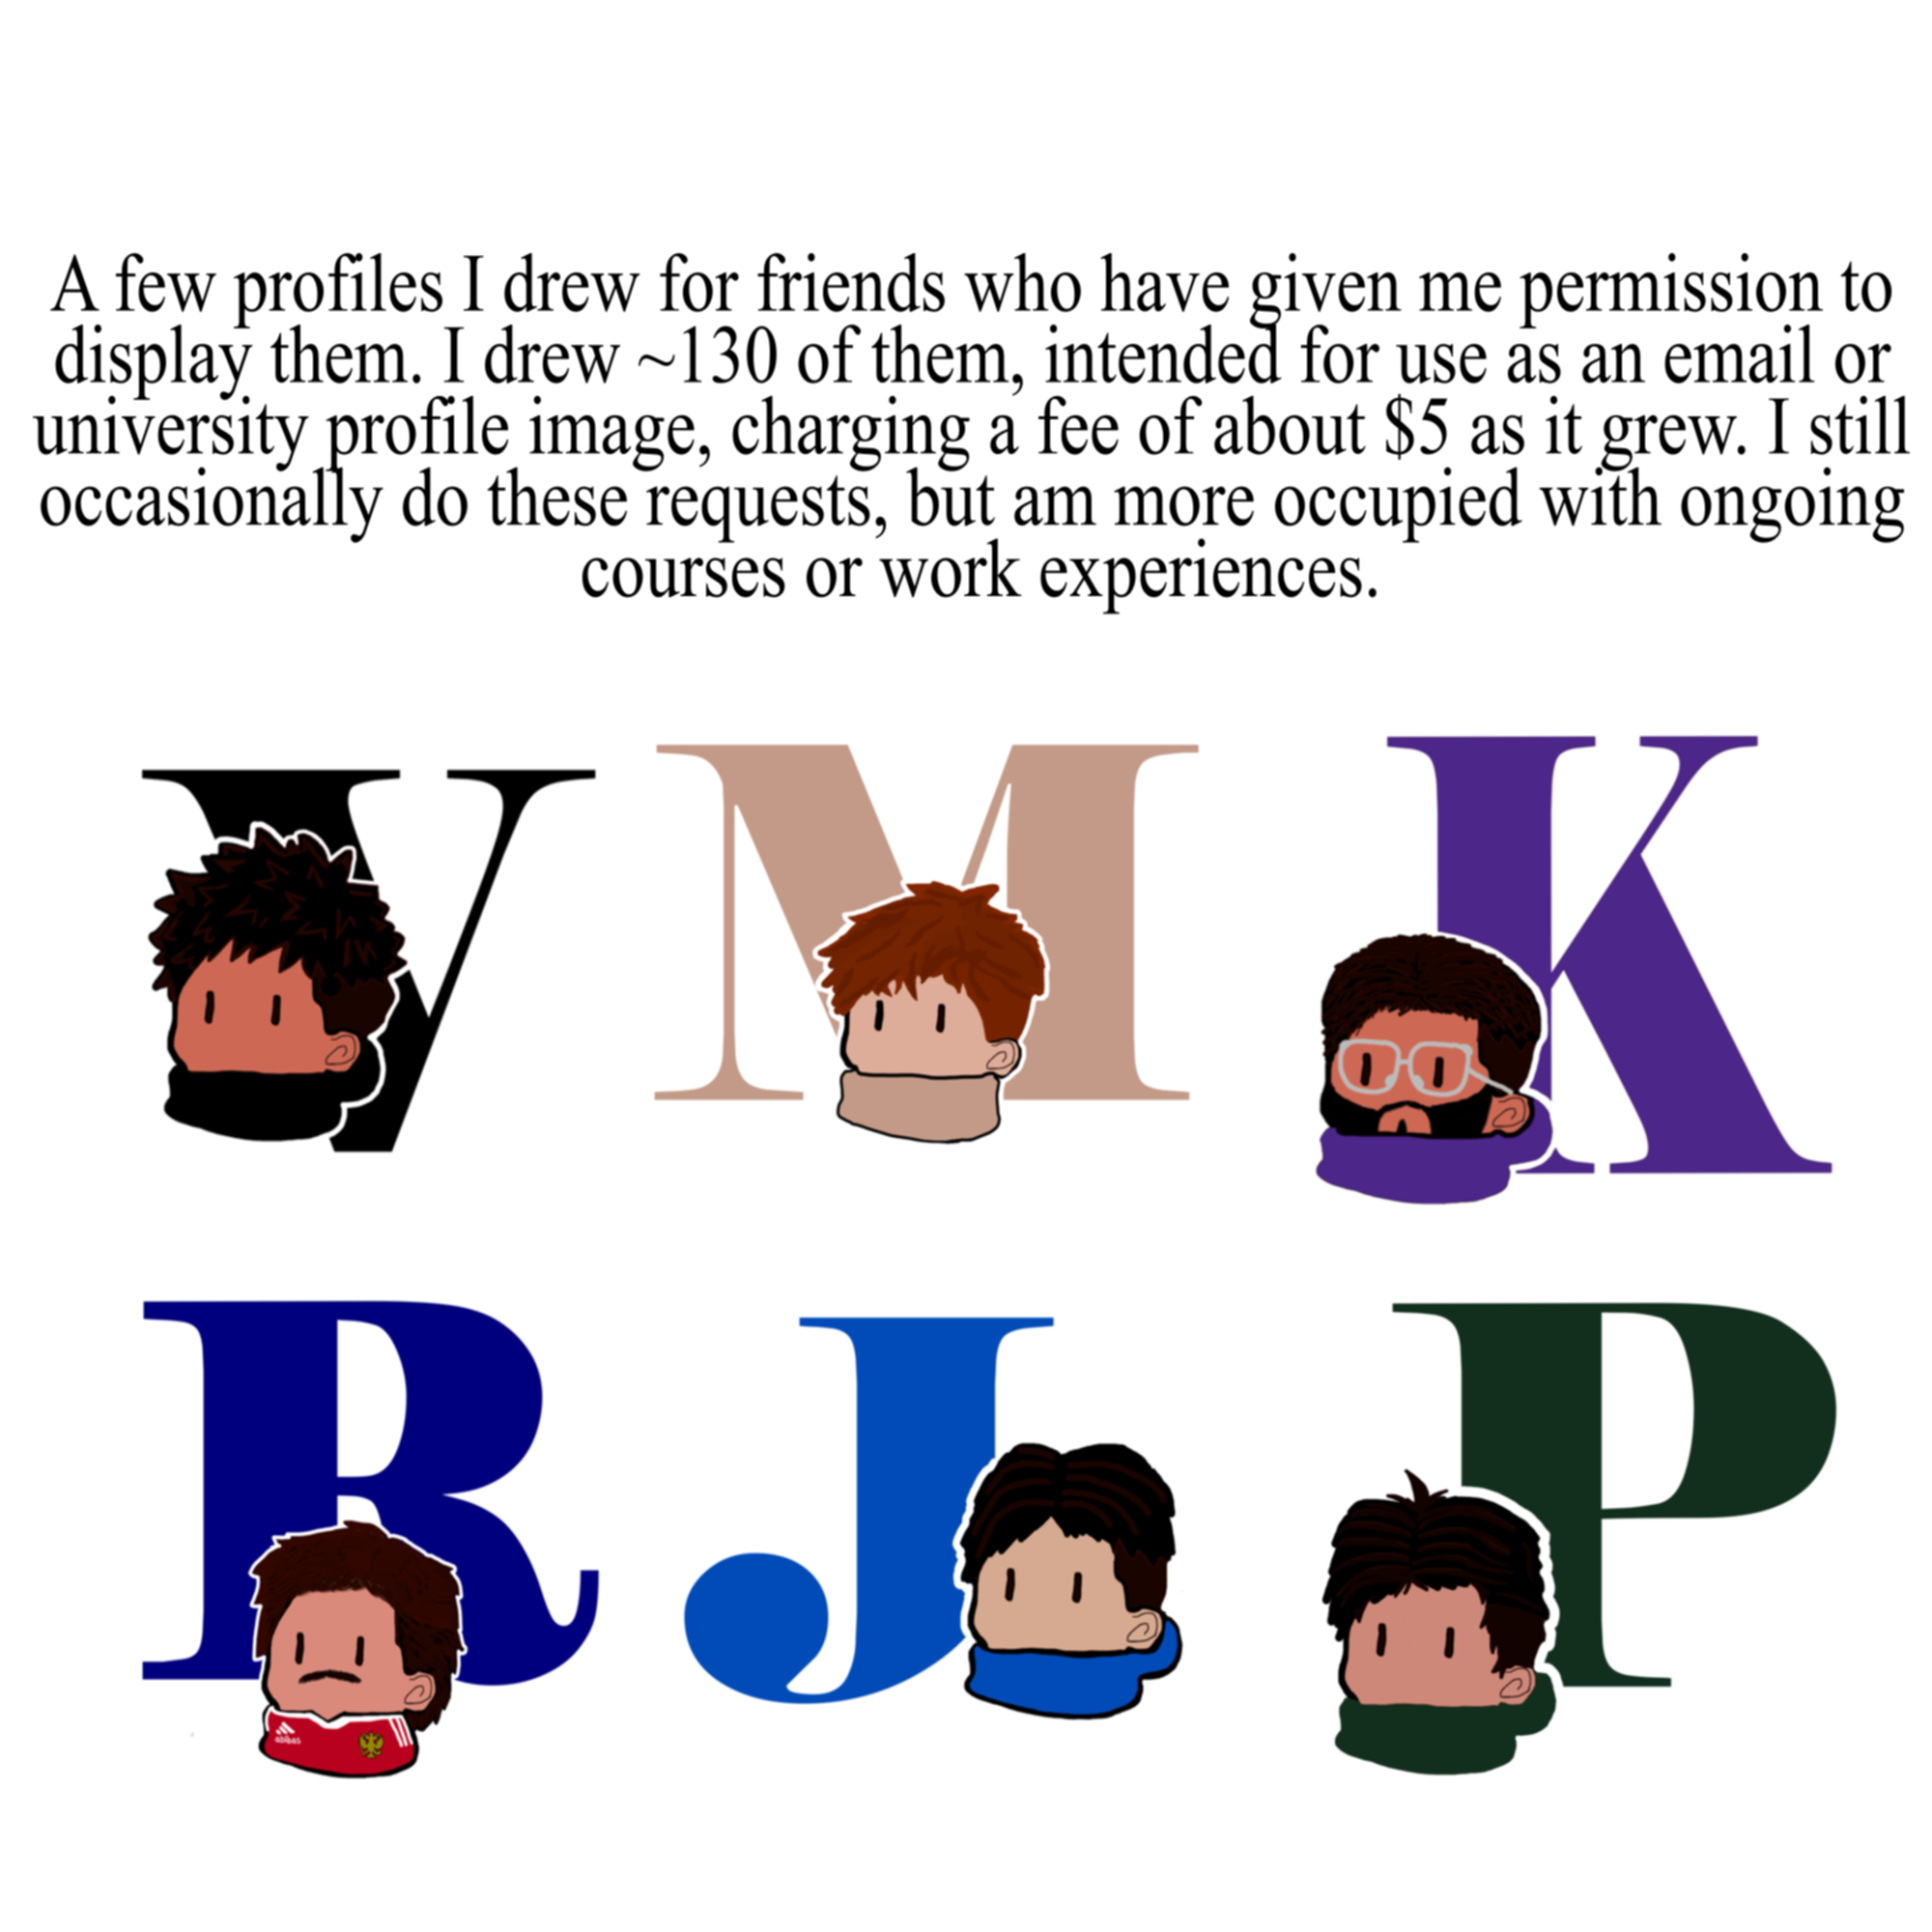 A few profiles I drew for friends who have given me permission to
display them. I drew ~130 of them, intended for use as an email or
university profile image, charging a fee of about $5 as it grew. I still
occasionally do these requests, but am more occupied with ongoing
courses or work experiences.
V M K
R J P
abibas